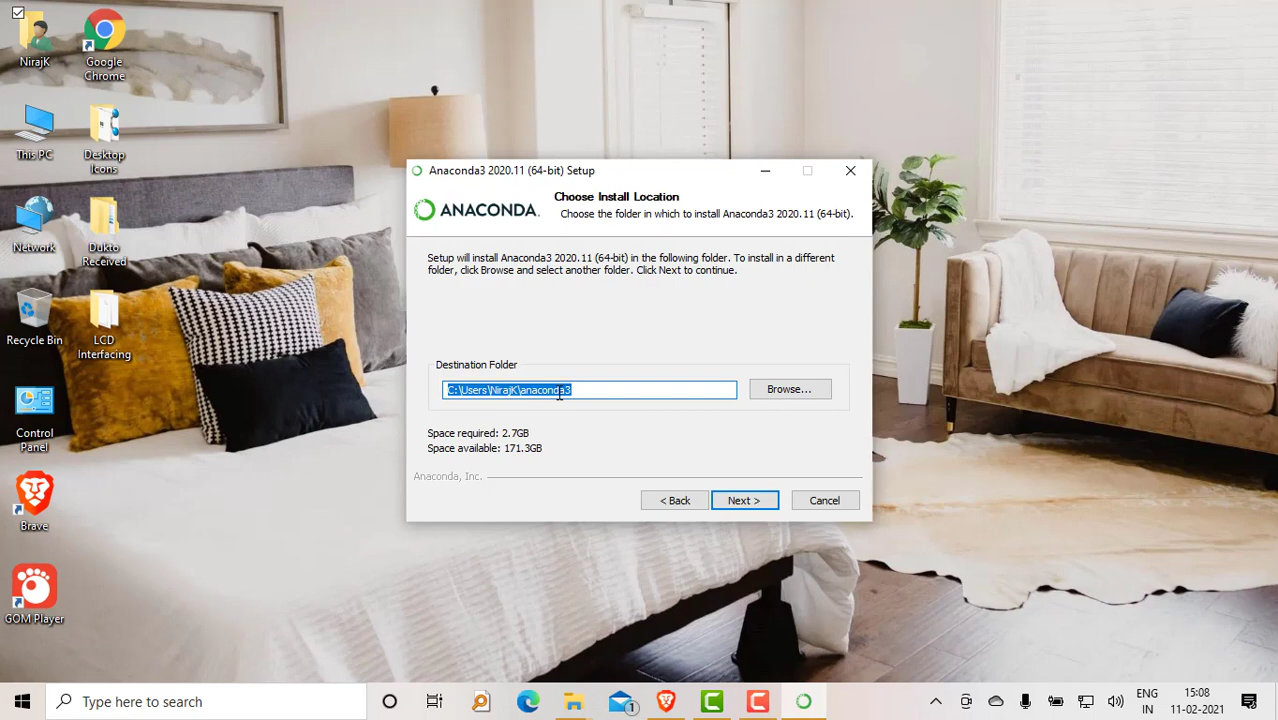 NirajK
Google
Chrome
This PC
Desktop
Icons
Network
Dukto
Received
Recycle Bin
LCD
Interfacing
Control
Panel
Brave
GOM Player
Anaconda3 2020.11 (64-bit) Setup
ANACONDA.
Choose Install Location
Choose the folder in which to install Anaconda3 2020.11 (64-bit).
Setup will install Anaconda3 2020.11 (64-bit) in the following folder. To install in a different
folder, click Browse and select another folder. Click Next to continue.
Destination Folder
C:\Users\NirajK\anaconda3
Browse...
Space required: 2.7GB
Space available: 171.3GB
Anaconda, Inc.
< Back
Next >
Cancel
Type here to search
1
ENG
IN
15:08
11-02-2021